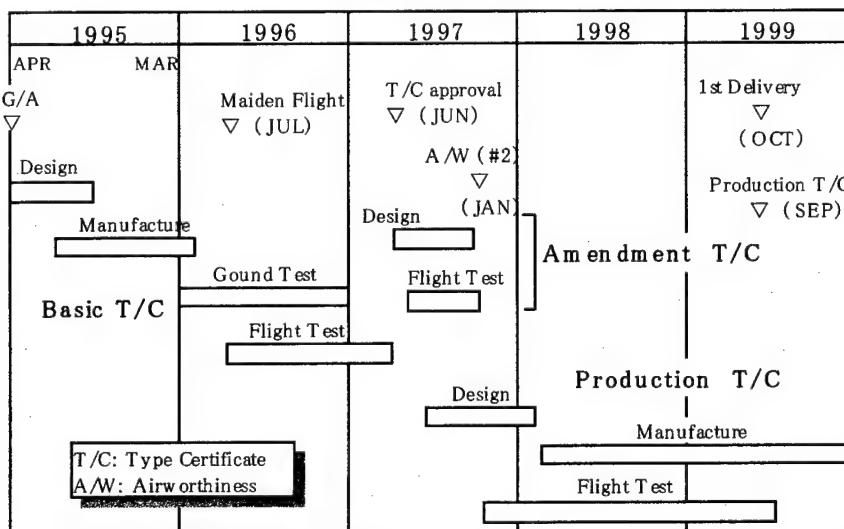 1995 1996 1997 1998 1999
APR MAR
G/A
Maiden Flight
(JUL)
T/C approval
(JUN)
1st Delivery
(OCT)
A/W (#2)
(JAN)
Production T/C
(SEP)
Design
Manufacture
Design
Amendment T/C
Gound Test
Flight Test
Basic T/C
Flight Test
Production T/C
Design
Manufacture
Flight Test
T/C: Type Certificate
A/W: Airworthiness